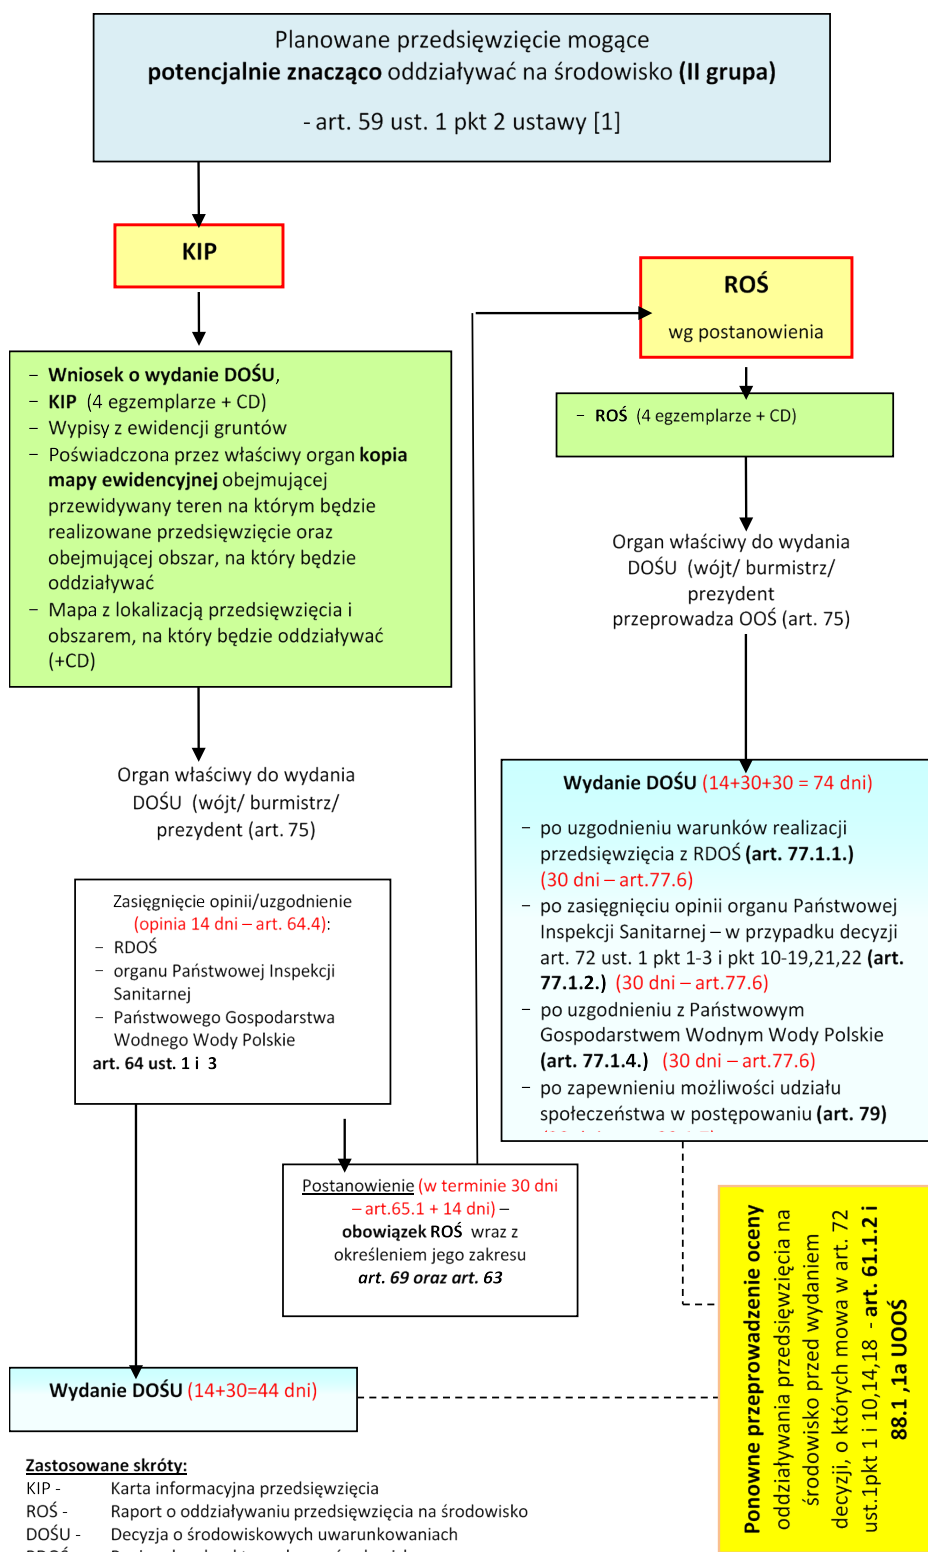 Planowane przedsięwzięcie mogące
potencjalnie znacząco oddziaływać na środowisko (II grupa)
- art. 59 ust. 1 pkt 2 ustawy [1]
KIP
– Wniosek o wydanie DOŚU,
– KIP (4 egzemplarze + CD)
– Wypisy z ewidencji gruntów
– Poświadczona przez właściwy organ kopia
mapy ewidencyjnej obejmującej
przewidywany teren na którym będzie
realizowane przedsięwzięcie oraz
obejmującej obszar, na który będzie
oddziaływać
– Mapa z lokalizacją przedsięwzięcia i
obszarem, na który będzie oddziaływać
(+CD)
Organ właściwy do wydania
DOŚU (wójt/ burmistrz/
prezydent (art. 75)
Zasięgnięcie opinii/uzgodnienie
(opinia 14 dni – art. 64.4):
– RDOŚ
– organu Państwowej Inspekcji
Sanitarnej
– Państwowego Gospodarstwa
Wodnego Wody Polskie
art. 64 ust. 1 i 3
Postanowienie (w terminie 30 dni
– art.65.1 + 14 dni) –
obowiązek ROŚ wraz z
określeniem jego zakresu
art. 69 oraz art. 63
ROŚ
wg postanowienia
– ROŚ (4 egzemplarze + CD)
Organ właściwy do wydania
DOŚU (wójt/ burmistrz/
prezydent
przeprowadza OOŚ (art. 75)
Wydanie DOŚU (14+30+30 = 74 dni)
– po uzgodnieniu warunków realizacji
przedsięwzięcia z RDOŚ (art. 77.1.1.)
(30 dni – art.77.6)
– po zasięgnięciu opinii organu Państwowej
Inspekcji Sanitarnej – w przypadku decyzji
art. 72 ust. 1 pkt 1-3 i pkt 10-19,21,22 (art.
77.1.2.) (30 dni – art.77.6)
– po uzgodnieniu z Państwowym
Gospodarstwem Wodnym Wody Polskie
(art. 77.1.4.) (30 dni – art.77.6)
– po zapewnieniu możliwości udziału
społeczeństwa w postępowaniu (art. 79)
Ponowne przeprowadzenie oceny
oddziaływania przedsięwzięcia na
środowisko przed wydaniem
decyzji, o których mowa w art. 72
ust.1pkt 1 i 10,14,18 - art. 61.1.2 i
88.1 ,1a UOOŚ
Wydanie DOŚU (14+30=44 dni)
Zastosowane skróty:
KIP - Karta informacyjna przedsięwzięcia
ROŚ - Raport o oddziaływaniu przedsięwzięcia na środowisko
DOŚU - Decyzja o środowiskowych uwarunkowaniach